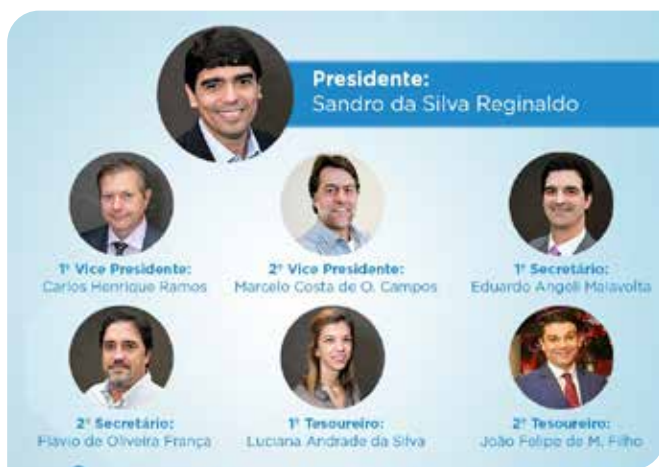 Presidente:
Sandro da Silva Reginaldo
1º Vice Presidente:
Carlos Henrique Ramos
2º Vice Presidente:
Marcelo Costa de O. Campos
1º Secretário:
Eduardo Angeli Malavolta
2º Secretário:
Flavio de Oliveira França
1º Tesoureiro:
Luciana Andrade da Silva
2º Tesoureiro:
João Felipe de M. Filho